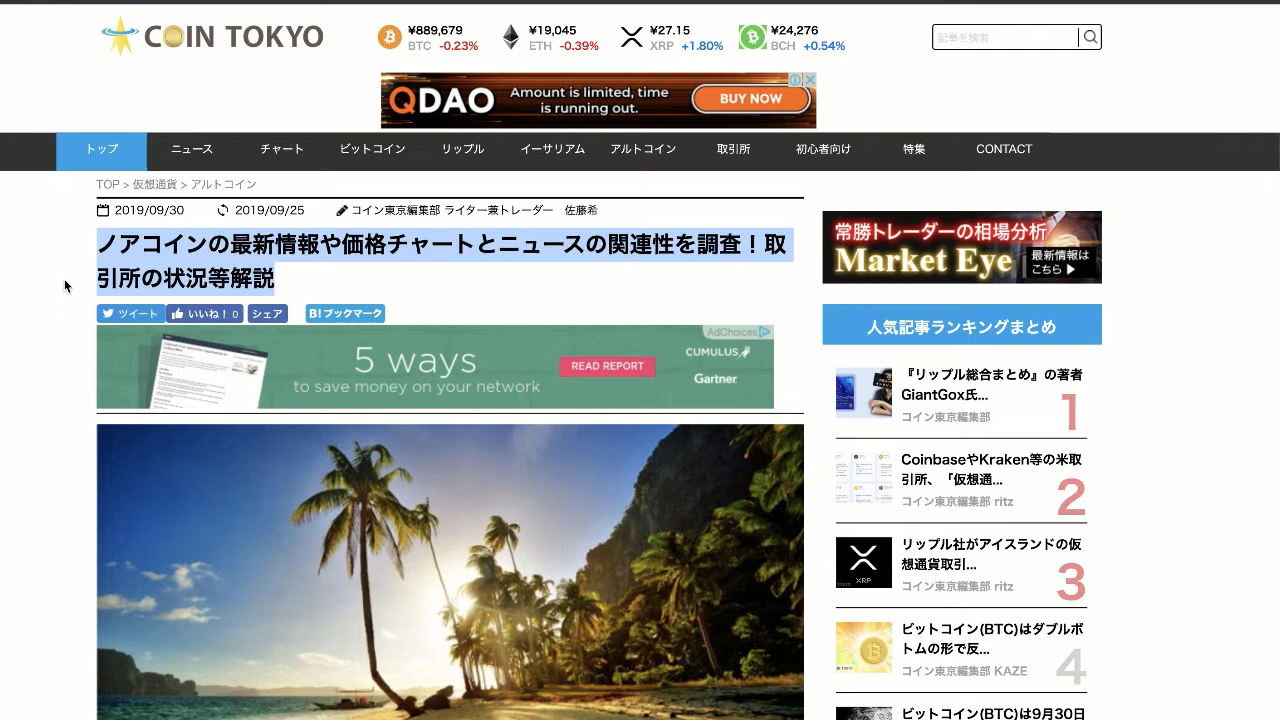 COIN TOKYO
¥889,679
BTC -0.23%
¥19,045
ETH -0.39%
¥27.15
XRP +1.80%
¥24,276
BCH +0.54%
記事を検索
QDAO
Amount is limited, time
is running out.
BUY NOW
トップ
ニュース
チャート
ビットコイン
リップル
イーサリアム
アルトコイン
取引所
初心者向け
特集
CONTACT
TOP > 仮想通貨 > アルトコイン
2019/09/30
2019/09/25
コイン東京編集部 ライター兼トレーダー 佐藤希
ノアコインの最新情報や価格チャートとニュースの関連性を調査！取
引所の状況等解説
ツイート
いいね！ 0
シェア
B! ブックマーク
AdChoices
5 ways
to save money on your network
READ REPORT
CUMULUS
Gartner
常勝トレーダーの相場分析
Market Eye
最新情報は
こちら ▶
人気記事ランキングまとめ
『リップル総合まとめ』の著者
GiantGox氏...
コイン東京編集部
1
CoinbaseやKraken等の米取
引所、「仮想通...
コイン東京編集部 ritz
2
リップル社がアイスランドの仮
想通貨取引...
コイン東京編集部 ritz
3
XRP
ビットコイン(BTC)はダブルボ
トムの形で反...
コイン東京編集部 KAZE
4
ビットコイン(BTC)は9月30日